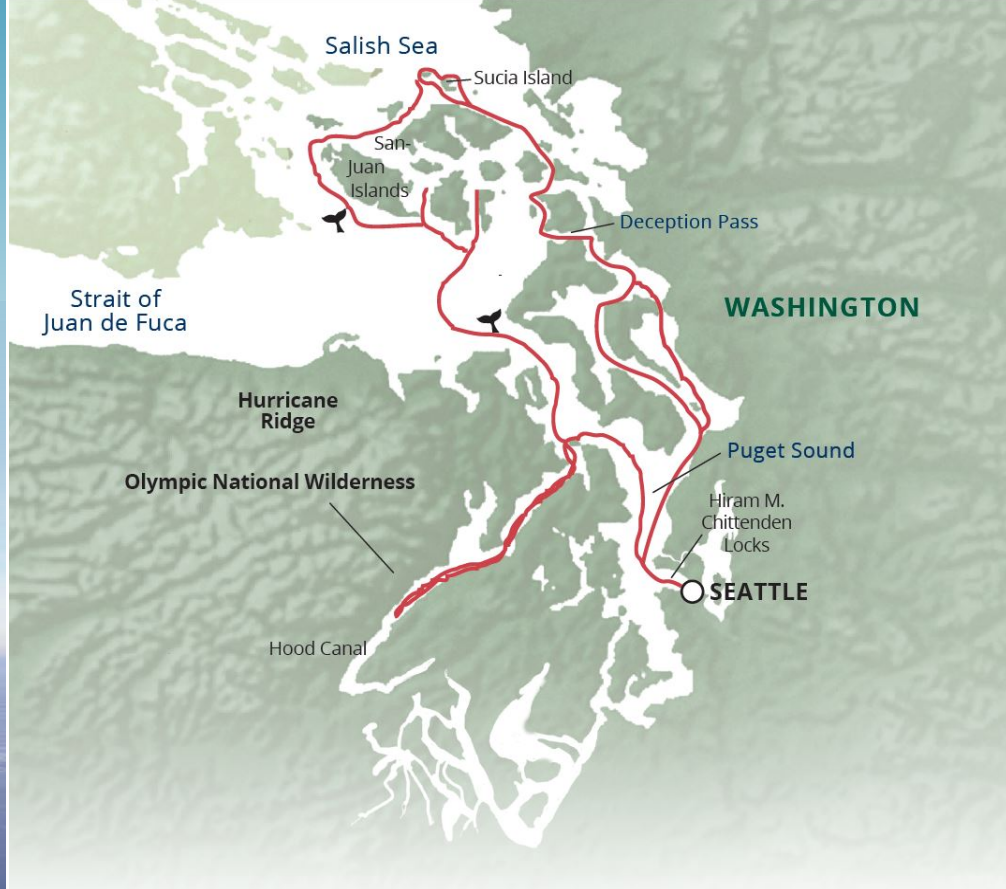 Salish Sea
Sucia Island
San-
Juan
Islands
Deception Pass
Strait of
Juan de Fuca
WASHINGTON
Hurricane
Ridge
Puget Sound
Olympic National Wilderness
Hiram M.
Chittenden
Locks
SEATTLE
Hood Canal